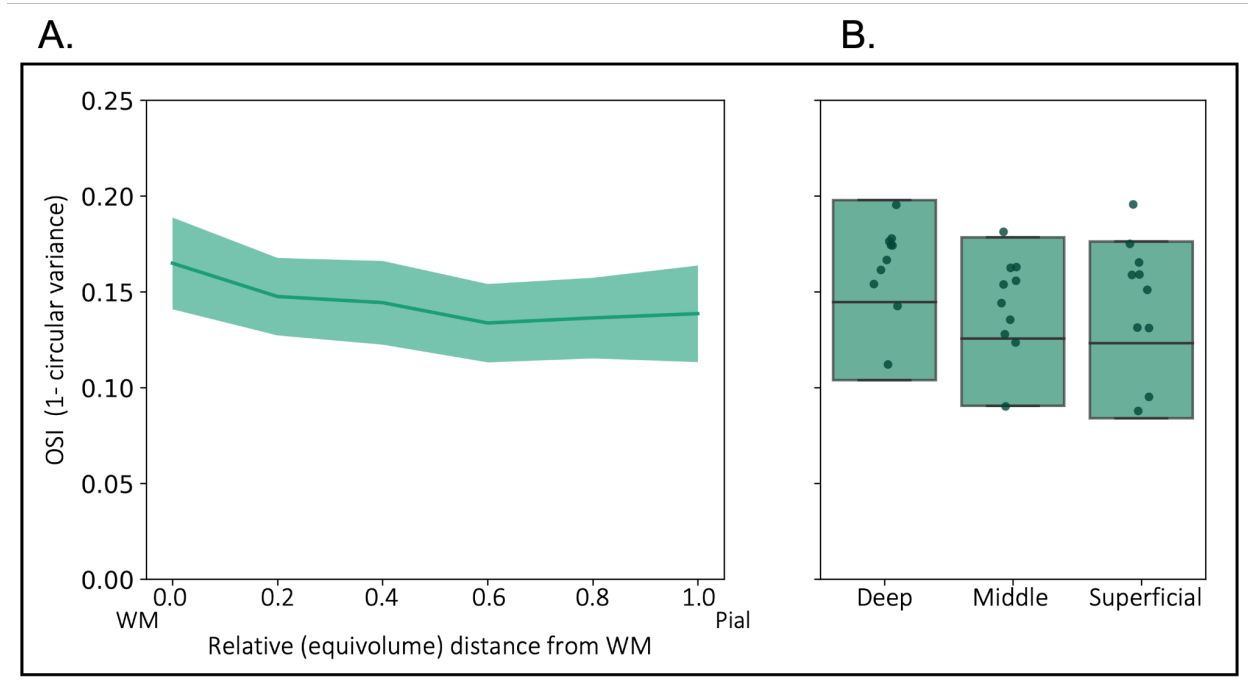 A.
B.
0.25
0.20
0.15
0.10
0.05
0.00
OSI (1- circular variance)
0.0 0.2 0.4 0.6 0.8 1.0
WM Pial
Relative (equivolume) distance from WM
Deep Middle Superficial